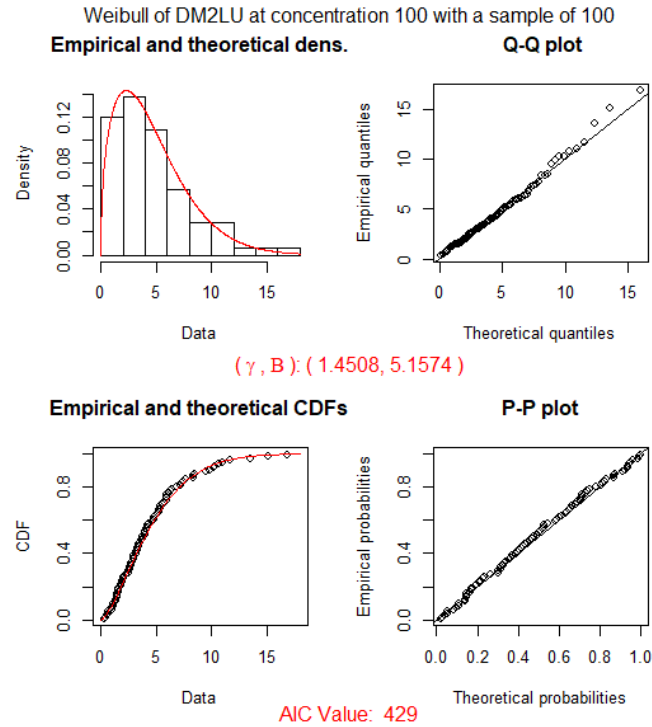 Weibull of DM2LU at concentration 100 with a sample of 100
Empirical and theoretical dens.
Density
0.00 0.04 0.08 0.12
0 5 10 15
Data
Q-Q plot
Empirical quantiles
0 5 10 15
0 5 10 15
Theoretical quantiles
( γ , B ): ( 1.4508, 5.1574 )
Empirical and theoretical CDFs
CDF
0.0 0.4 0.8
0 5 10 15
Data
P-P plot
Empirical probabilities
0.0 0.4 0.8
0.0 0.2 0.4 0.6 0.8 1.0
Theoretical probabilities
AIC Value: 429